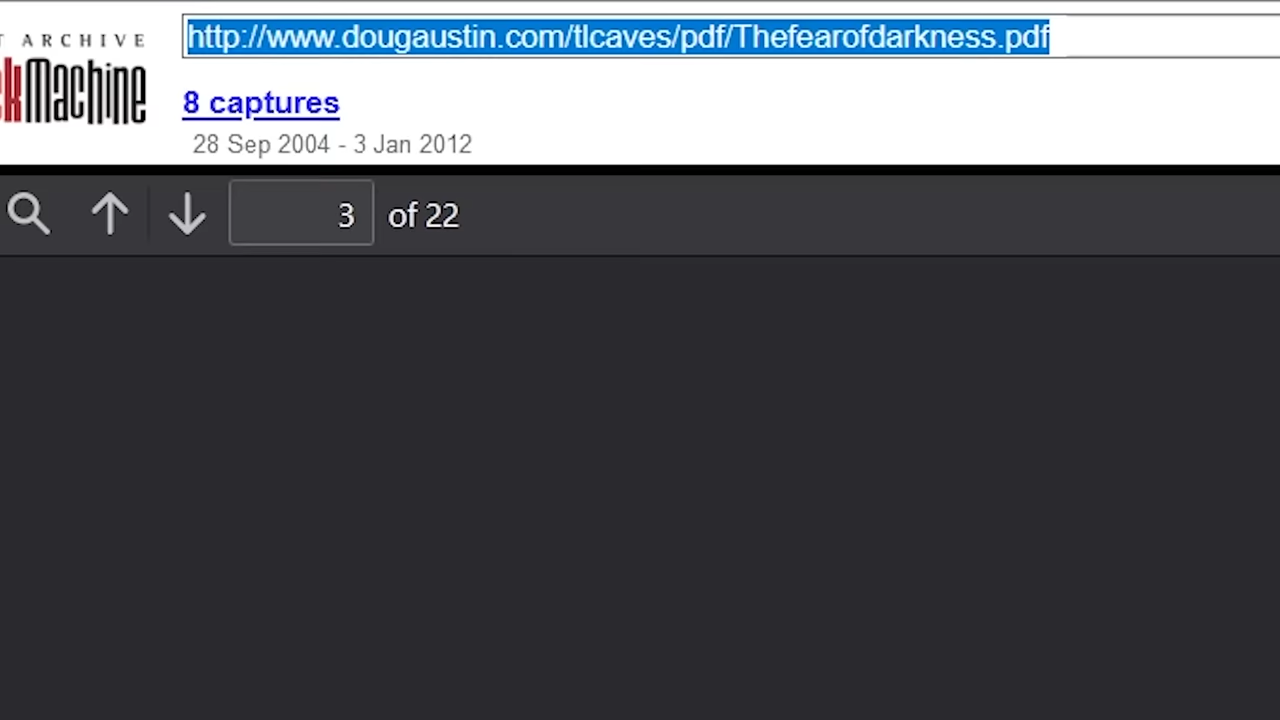 http://www.dougaustin.com/tlcaves/pdf/Thefearofdarkness.pdf
T ARCHIVE
kMachine
8 captures
28 Sep 2004 - 3 Jan 2012
3 of 22